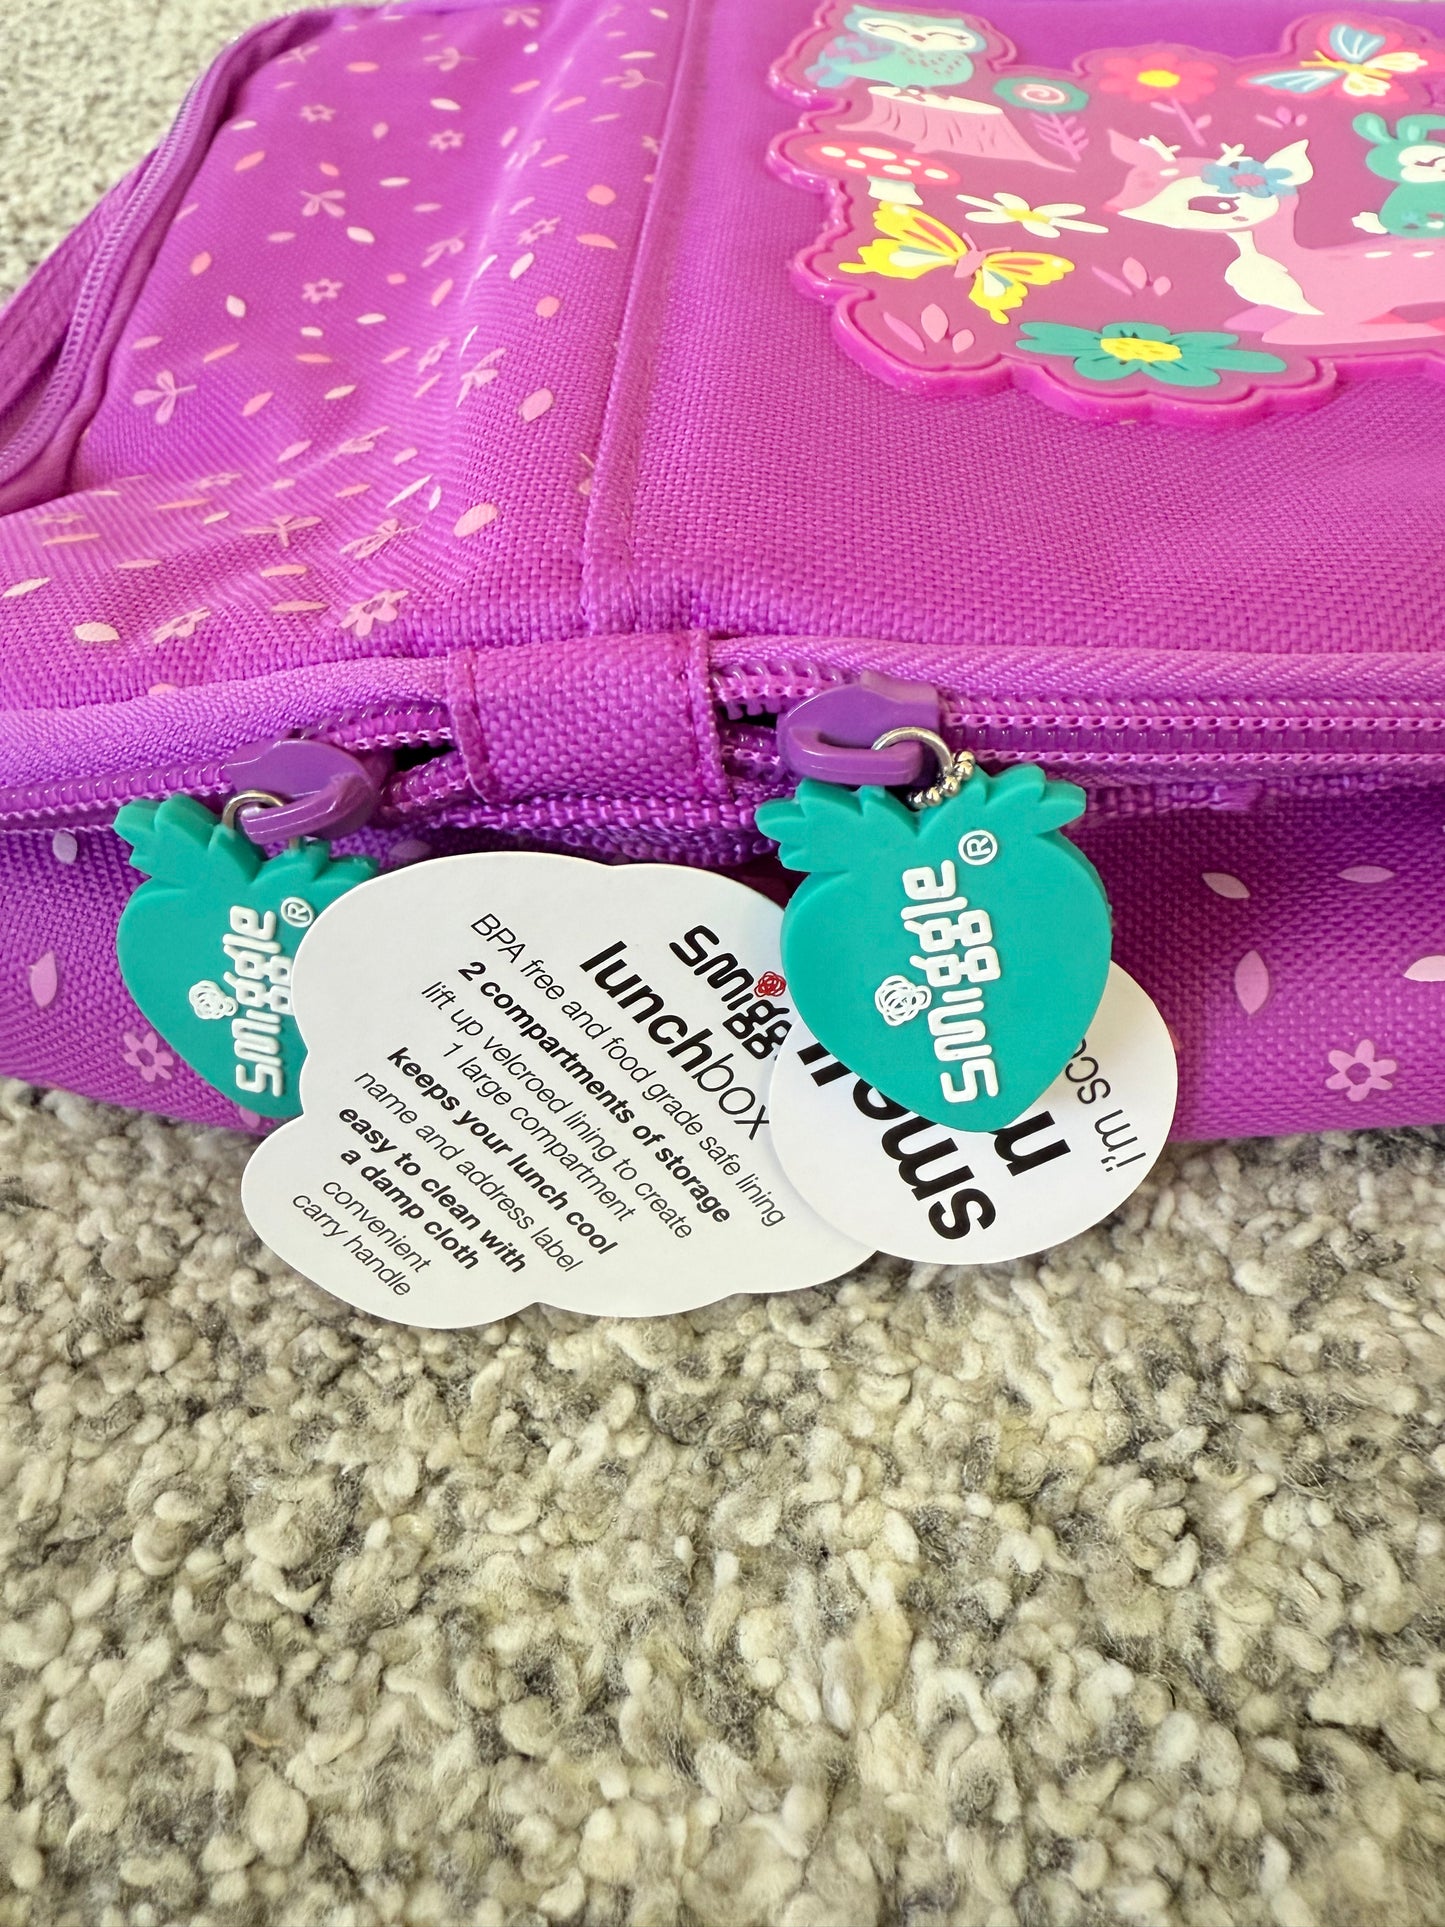 smiggle®
smiggle®
lunchbox
BPA free and food grade safe lining
2 compartments of storage
lift up velcroed lining to create
1 large compartment
keeps your lunch cool
name and address label
easy to clean with
a damp cloth
convenient
carry handle
i'm
smiggle®